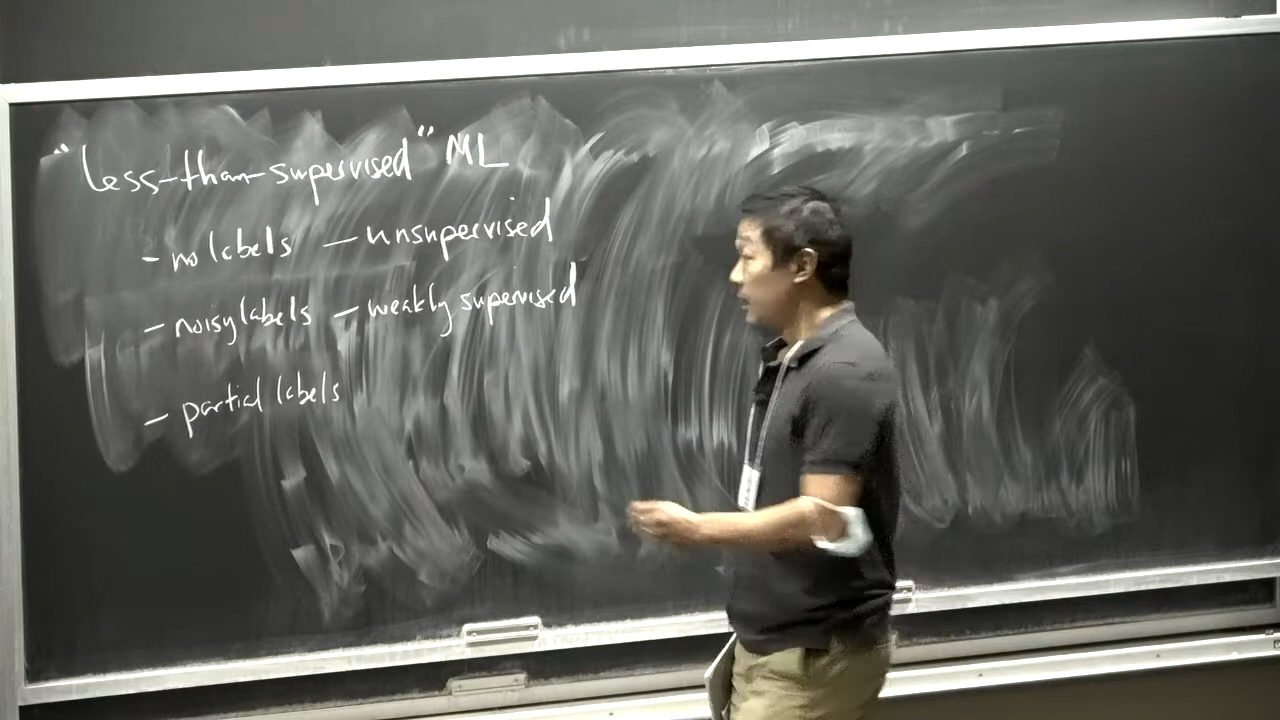 "less-than-supervised" ML
- no labels - unsupervised
- noisy labels - weakly supervised
- partial labels